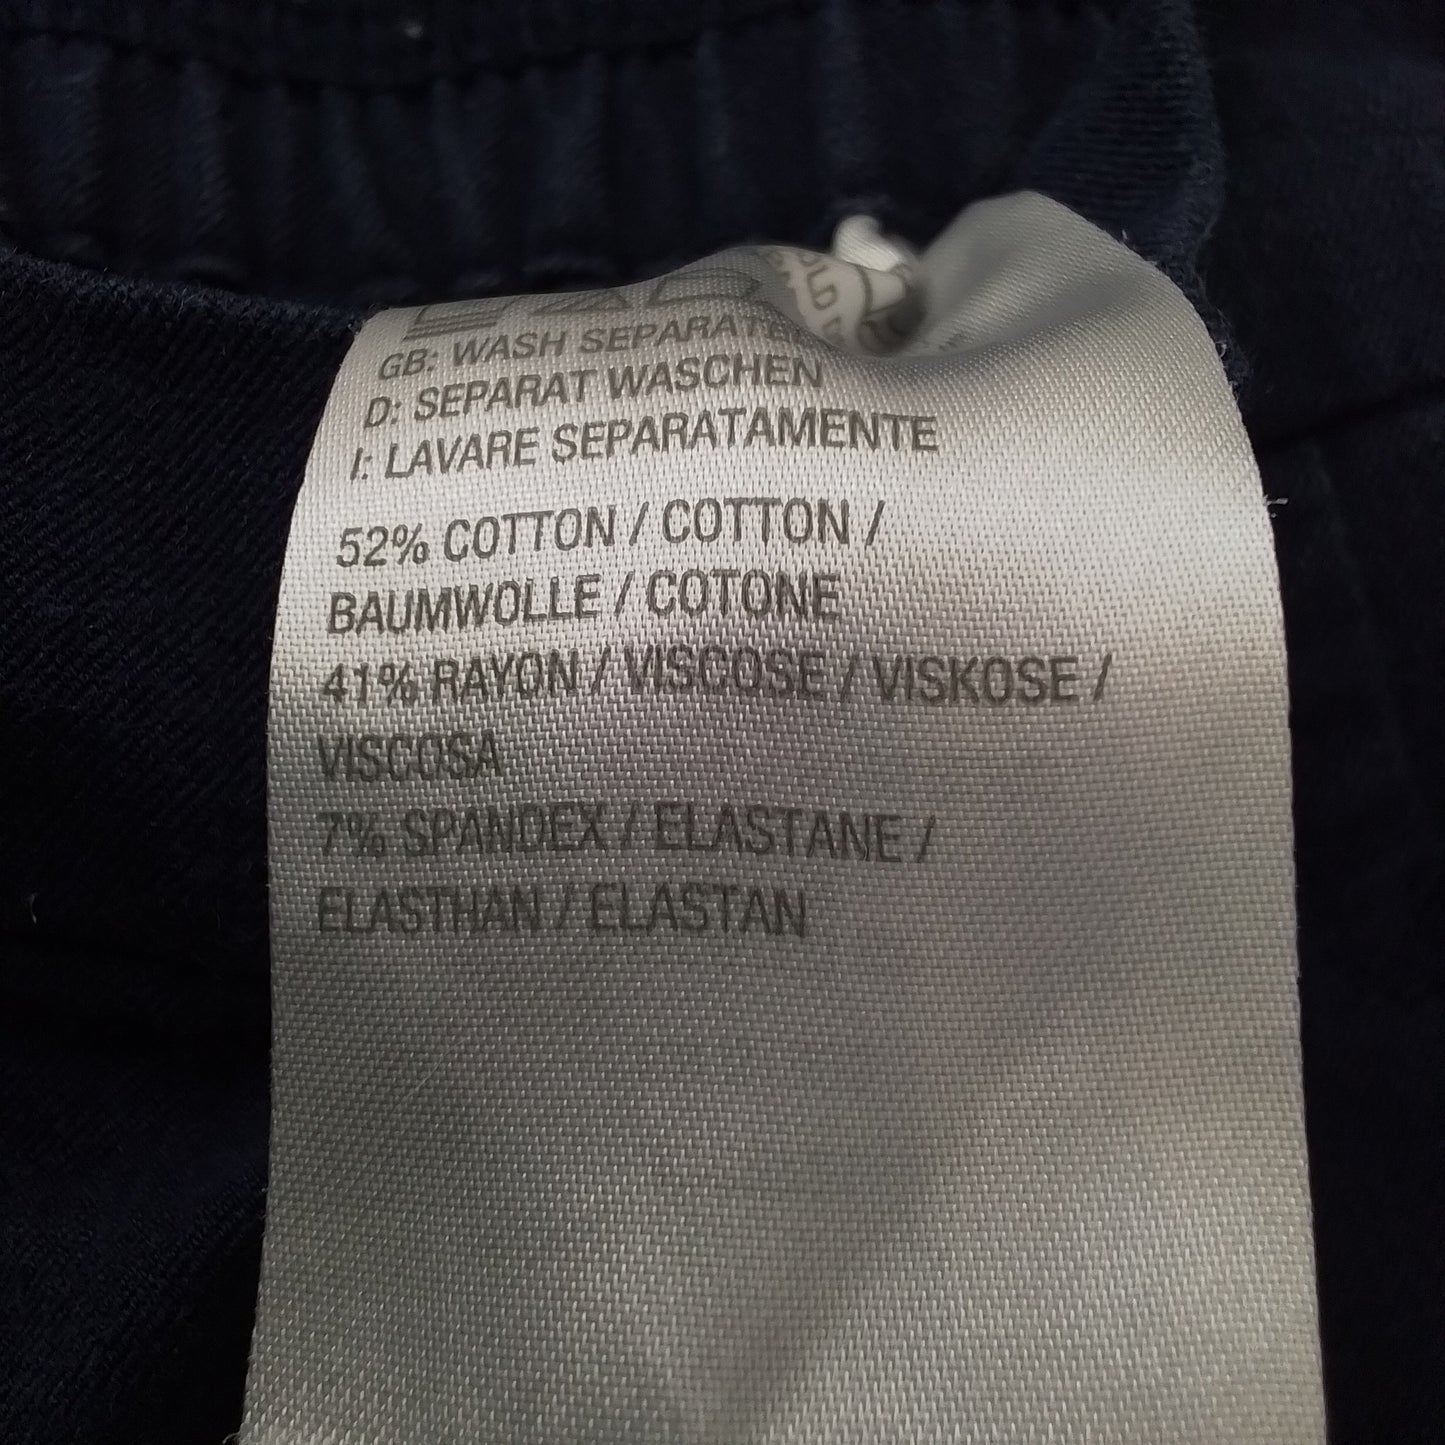 GB: WASH SEPARATE
D: SEPARAT WASCHEN
I: LAVARE SEPARATAMENTE
52% COTTON / COTTON /
BAUMWOLLE / COTONE
41% RAYON / VISCOSE / VISKOSE /
VISCOSA
7% SPANDEX / ELASTANE /
ELASTHAN / ELASTAN